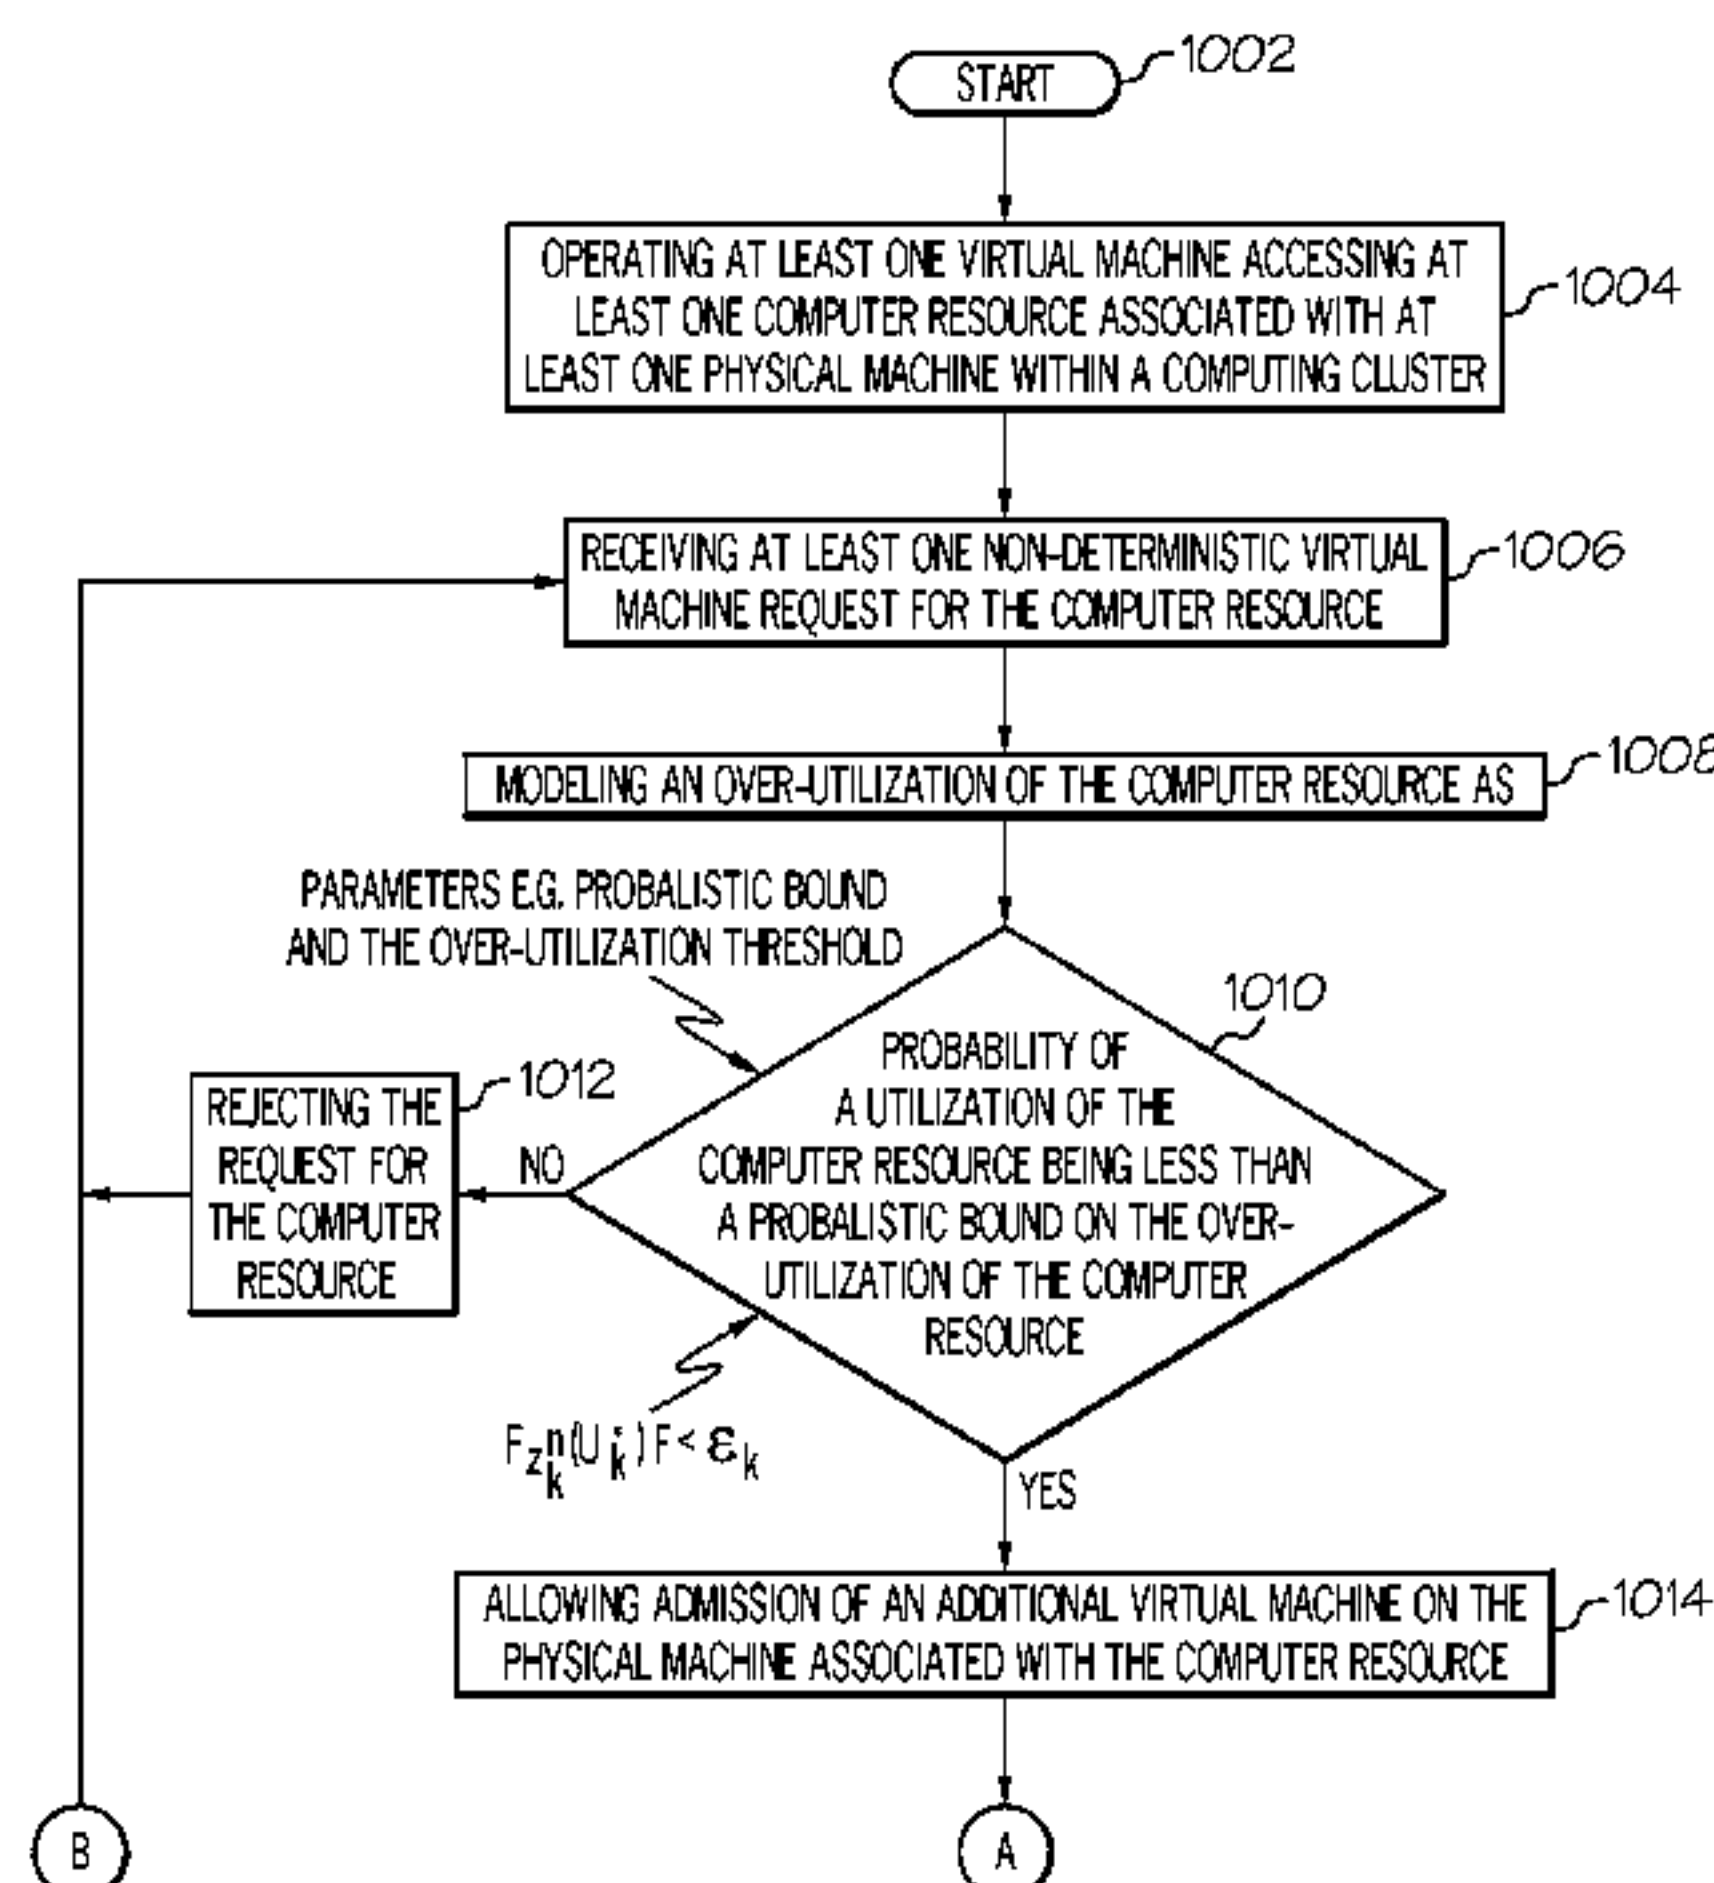 START
1002
OPERATING AT LEAST ONE VIRTUAL MACHINE ACCESSING AT
LEAST ONE COMPUTER RESOURCE ASSOCIATED WITH AT
LEAST ONE PHYSICAL MACHINE WITHIN A COMPUTING CLUSTER
1004
RECEIVING AT LEAST ONE NON-DETERMINISTIC VIRTUAL
MACHINE REQUEST FOR THE COMPUTER RESOURCE
1006
MODELING AN OVER-UTILIZATION OF THE COMPUTER RESOURCE AS
1008
PARAMETERS E.G. PROBALISTIC BOUND
AND THE OVER-UTILIZATION THRESHOLD
1010
PROBABILITY OF
A UTILIZATION OF THE
COMPUTER RESOURCE BEING LESS THAN
A PROBALISTIC BOUND ON THE OVER-
UTILIZATION OF THE COMPUTER
RESOURCE
1012
REJECTING THE
REQUEST FOR
THE COMPUTER
RESOURCE
NO
F z n k (U * k ) F < ε k
YES
ALLOWING ADMISSION OF AN ADDITIONAL VIRTUAL MACHINE ON THE
PHYSICAL MACHINE ASSOCIATED WITH THE COMPUTER RESOURCE
1014
B
A